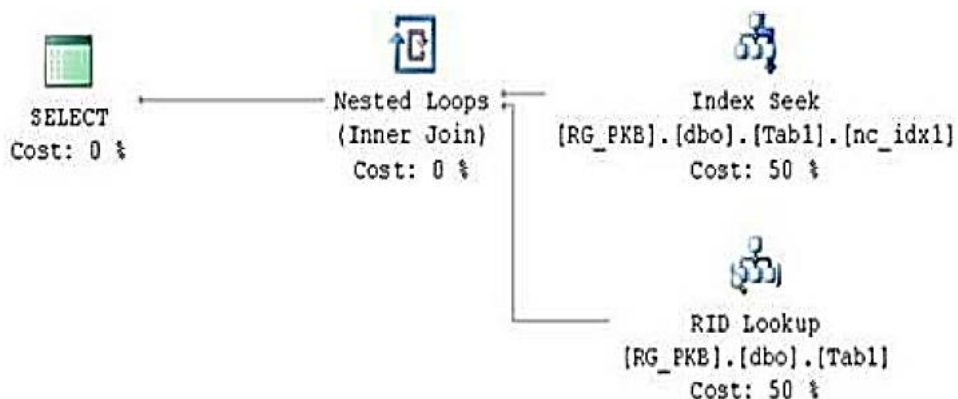 SELECT
Cost: 0 %
Nested Loops
(Inner Join)
Cost: 0 %
Index Seek
[RG_PKB].[dbo].[Tab1].[nc_idx1]
Cost: 50 %
RID Lookup
[RG_PKB].[dbo].[Tab1]
Cost: 50 %